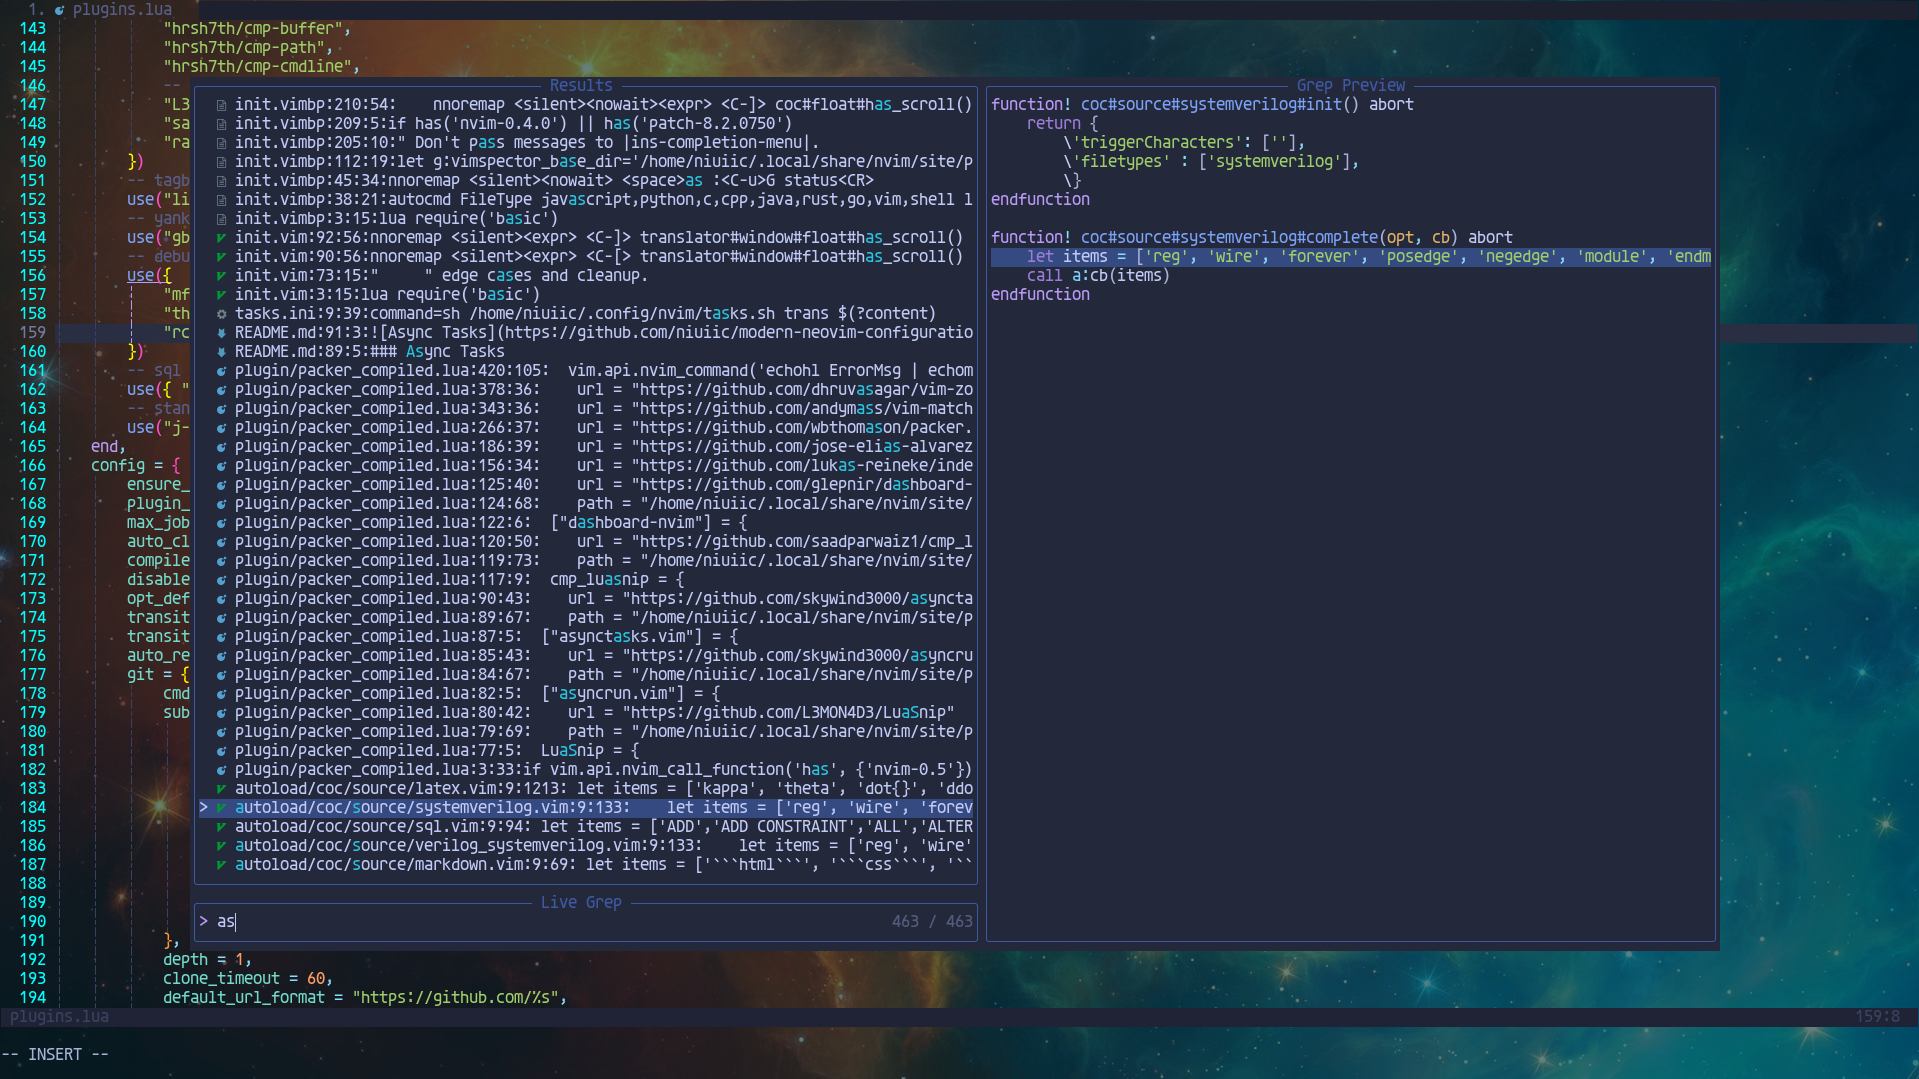 1. plugins.lua
143 "hrsh7th/cmp-buffer",
144 "hrsh7th/cmp-path",
145 "hrsh7th/cmp-cmdline",
146 --
147 "L3
148 "sa
149 "ra
150 })
151 -- tagb
152 use("li
153 -- yank
154 use("gb
155 -- debu
156 use({
157 "mf
158 "th
159 "rc
160 })
161 -- sql
162 use({ "
163 -- stan
164 use("j-
165 end,
166 config = {
167 ensure_
168 plugin_
169 max_job
170 auto_cl
171 compile
172 disable
173 opt_def
174 transit
175 transit
176 auto_re
177 git = {
178 cmd
179 sub
180
181
182
183
184
185
186
187
188
189
190
191 },
192 depth = 1,
193 clone_timeout = 60,
194 default_url_format = "https://github.com/%s",
Results
init.vimbp:210:54:    nnoremap <silent><nowait><expr> <C-]> coc#float#has_scroll()
init.vimbp:209:5:if has('nvim-0.4.0') || has('patch-8.2.0750')
init.vimbp:205:10:" Don't pass messages to |ins-completion-menu|.
init.vimbp:112:19:let g:vimspector_base_dir='/home/niuiic/.local/share/nvim/site/p
init.vimbp:45:34:nnoremap <silent><nowait> <space>as :<C-u>G status<CR>
init.vimbp:38:21:autocmd FileType javascript,python,c,cpp,java,rust,go,vim,shell l
init.vimbp:3:15:lua require('basic')
init.vim:92:56:nnoremap <silent><expr> <C-]> translator#window#float#has_scroll()
init.vim:90:56:nnoremap <silent><expr> <C-[> translator#window#float#has_scroll()
init.vim:73:15:"     " edge cases and cleanup.
init.vim:3:15:lua require('basic')
tasks.ini:9:39:command=sh /home/niuiic/.config/nvim/tasks.sh trans $(?content)
README.md:91:3:![Async Tasks](https://github.com/niuiic/modern-neovim-configuratio
README.md:89:5:### Async Tasks
plugin/packer_compiled.lua:420:105:  vim.api.nvim_command('echohl ErrorMsg | echom
plugin/packer_compiled.lua:378:36:   url = "https://github.com/dhruvasagar/vim-zo
plugin/packer_compiled.lua:343:36:   url = "https://github.com/andymass/vim-match
plugin/packer_compiled.lua:266:37:   url = "https://github.com/wbthomason/packer.
plugin/packer_compiled.lua:186:39:   url = "https://github.com/jose-elias-alvarez
plugin/packer_compiled.lua:156:34:   url = "https://github.com/lukas-reineke/inde
plugin/packer_compiled.lua:125:40:   url = "https://github.com/glepnir/dashboard-
plugin/packer_compiled.lua:124:68:   path = "/home/niuiic/.local/share/nvim/site/
plugin/packer_compiled.lua:122:6:  ["dashboard-nvim"] = {
plugin/packer_compiled.lua:120:50:   url = "https://github.com/saadparwaiz1/cmp_l
plugin/packer_compiled.lua:119:73:   path = "/home/niuiic/.local/share/nvim/site/
plugin/packer_compiled.lua:117:9:  cmp_luasnip = {
plugin/packer_compiled.lua:90:43:   url = "https://github.com/skywind3000/asyncta
plugin/packer_compiled.lua:89:67:   path = "/home/niuiic/.local/share/nvim/site/p
plugin/packer_compiled.lua:87:5:  ["asynctasks.vim"] = {
plugin/packer_compiled.lua:85:43:   url = "https://github.com/skywind3000/asyncru
plugin/packer_compiled.lua:84:67:   path = "/home/niuiic/.local/share/nvim/site/p
plugin/packer_compiled.lua:82:5:  ["asyncrun.vim"] = {
plugin/packer_compiled.lua:80:42:   url = "https://github.com/L3MON4D3/LuaSnip"
plugin/packer_compiled.lua:79:69:   path = "/home/niuiic/.local/share/nvim/site/p
plugin/packer_compiled.lua:77:5:  LuaSnip = {
plugin/packer_compiled.lua:3:33:if vim.api.nvim_call_function('has', {'nvim-0.5'})
autoload/coc/source/latex.vim:9:1213: let items = ['kappa', 'theta', 'dot{}', 'ddo
> autoload/coc/source/systemverilog.vim:9:133:    let items = ['reg', 'wire', 'forev
autoload/coc/source/sql.vim:9:94: let items = ['ADD','ADD CONSTRAINT','ALL','ALTER
autoload/coc/source/verilog_systemverilog.vim:9:133:    let items = ['reg', 'wire'
autoload/coc/source/markdown.vim:9:69: let items = ['```html```', '```css```', '``
Live Grep
> as 463 / 463
Grep Preview
function! coc#source#systemverilog#init() abort
    return {
        \'triggerCharacters': [''],
        \'filetypes' : ['systemverilog'],
        \}
endfunction
function! coc#source#systemverilog#complete(opt, cb) abort
    let items = ['reg', 'wire', 'forever', 'posedge', 'negedge', 'module', 'endm
    call a:cb(items)
endfunction
plugins.lua 159:8
-- INSERT --